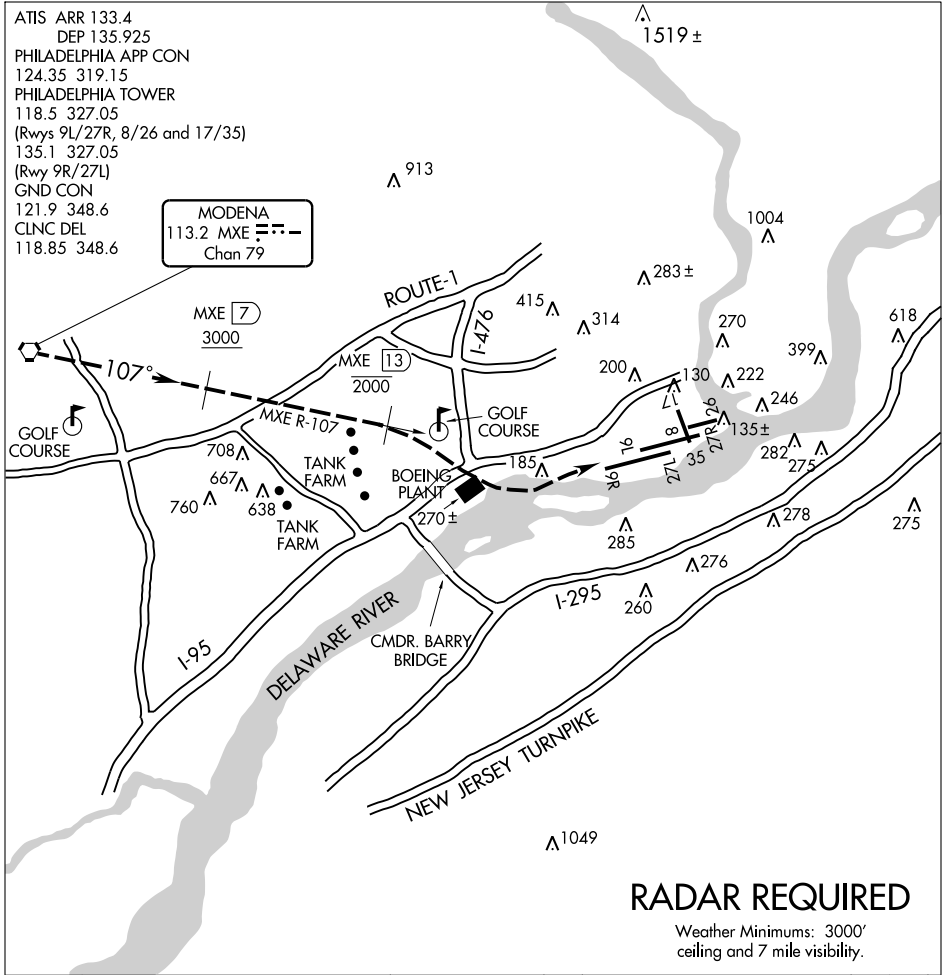 ATIS ARR 133.4
DEP 135.925
PHILADELPHIA APP CON
124.35 319.15
PHILADELPHIA TOWER
118.5 327.05
(Rwys 9L/27R, 8/26 and 17/35)
135.1 327.05
(Rwy 9R/27L)
GND CON
121.9 348.6
CLNC DEL
118.85 348.6
1519 ±
913
MODENA
113.2 MXE
Chan 79
1004
ROUTE-1
283 ±
MXE 7
3000
415
314
I-476
270
618
107°
MXE 13
2000
399
200
130
222
MXE R-107
GOLF
COURSE
GOLF
COURSE
17
246
26
8
135±
27R
9L
35
282
275
708
TANK
FARM
BOEING
PLANT
185
9R
27L
667
760
638
TANK
FARM
270 ±
285
278
275
276
I-295
260
CMDR. BARRY
BRIDGE
I-95
DELAWARE RIVER
NEW JERSEY TURNPIKE
1049
RADAR REQUIRED
Weather Minimums: 3000'
ceiling and 7 mile visibility.